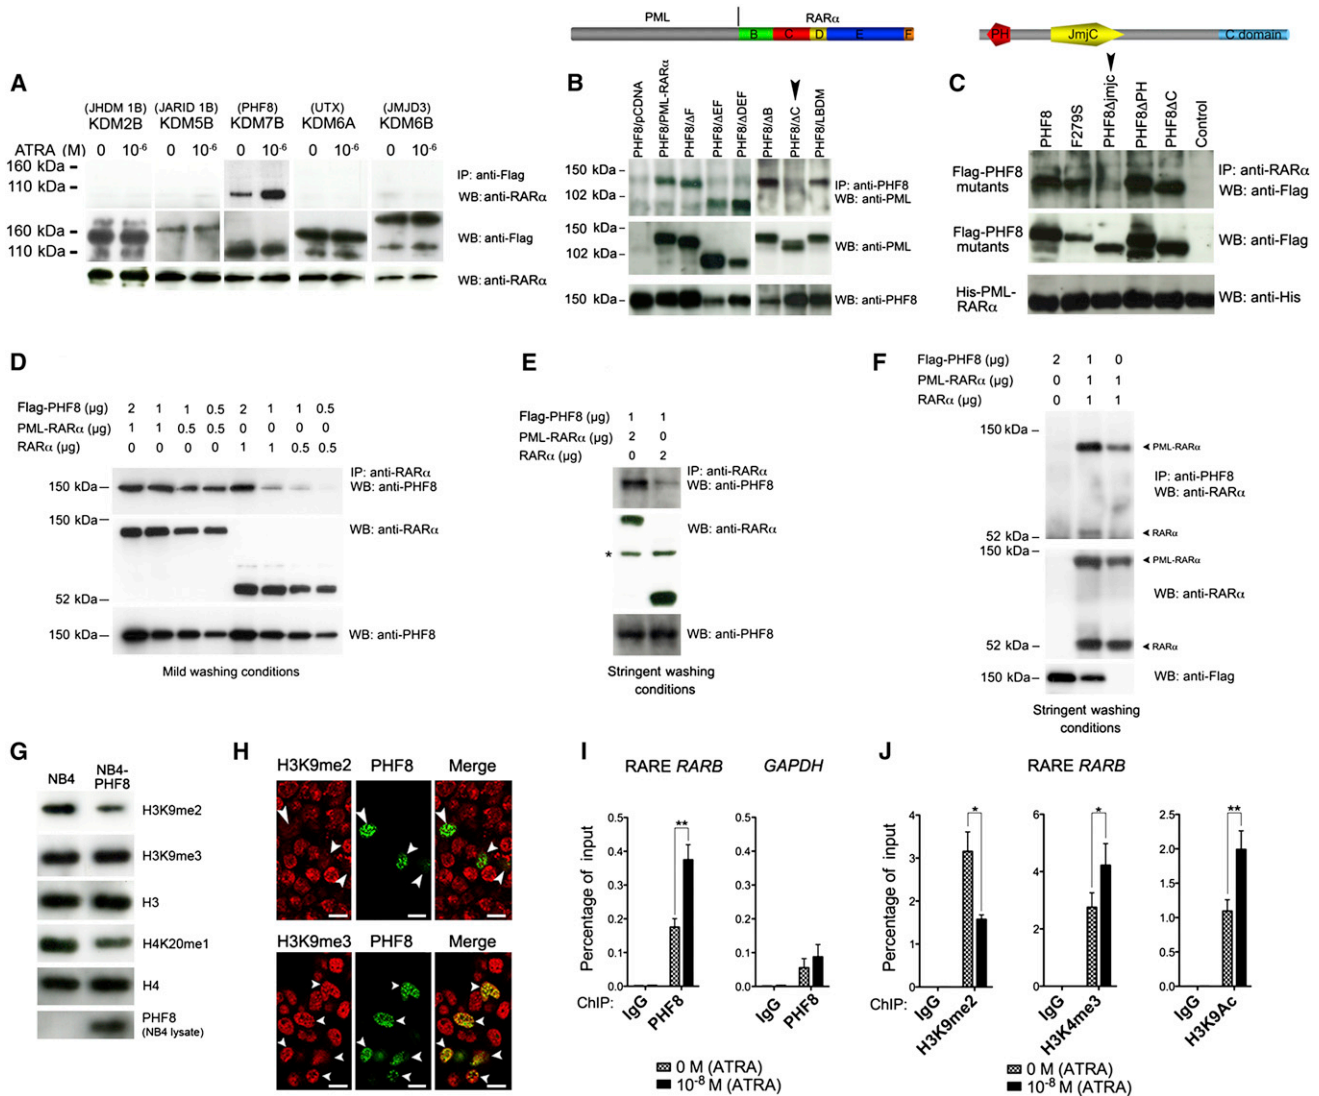 PML RARα
B C D E F
PH JmjC C domain
A
(JHDM 1B) (JARID 1B) (PHF8) (UTX) (JMJD3)
KDM2B KDM5B KDM7B KDM6A KDM6B
ATRA (M) 0 10⁻⁶ 0 10⁻⁶ 0 10⁻⁶ 0 10⁻⁶ 0 10⁻⁶
160 kDa
110 kDa
IP: anti-Flag
WB: anti-RARα
160 kDa
110 kDa
WB: anti-Flag
WB: anti-RARα
B
PHF8/pCDNA
PHF8/PML-RARα
PHF8/ΔF
PHF8/ΔEF
PHF8/ΔDEF
PHF8/ΔB
PHF8/ΔC
PHF8/LBDM
150 kDa
102 kDa
IP: anti-PHF8
WB: anti-PML
150 kDa
102 kDa
WB: anti-PML
150 kDa
WB: anti-PHF8
C
PHF8
F279S
PHF8Δjmjc
PHF8ΔPH
PHF8ΔC
Control
Flag-PHF8
mutants
IP: anti-RARα
WB: anti-Flag
Flag-PHF8
mutants
WB: anti-Flag
His-PML-
RARα
WB: anti-His
D
Flag-PHF8 (µg) 2 1 1 0.5 2 1 1 0.5
PML-RARα (µg) 1 1 0.5 0.5 0 0 0 0
RARα (µg) 0 0 0 0 1 1 0.5 0.5
150 kDa
IP: anti-RARα
WB: anti-PHF8
150 kDa
WB: anti-RARα
52 kDa
150 kDa
WB: anti-PHF8
Mild washing conditions
E
Flag-PHF8 (µg) 1 1
PML-RARα (µg) 2 0
RARα (µg) 0 2
150 kDa
IP: anti-RARα
WB: anti-PHF8
WB: anti-RARα
*
WB: anti-PHF8
Stringent washing
conditions
F
Flag-PHF8 (µg) 2 1 0
PML-RARα (µg) 0 1 1
RARα (µg) 0 1 1
150 kDa
PML-RARα
IP: anti-PHF8
WB: anti-RARα
52 kDa
RARα
150 kDa
PML-RARα
WB: anti-RARα
52 kDa
RARα
150 kDa
WB: anti-Flag
Stringent washing
conditions
G
NB4 NB4-
PHF8
H3K9me2
H3K9me3
H3
H4K20me1
H4
PHF8
(NB4 lysate)
H
H3K9me2 PHF8 Merge
H3K9me3 PHF8 Merge
I
RARE RARB GAPDH
Percentage of input
0.5
0.4
0.3
0.2
0.1
0.0
**
0.5
0.4
0.3
0.2
0.1
0.0
ChIP: IgG PHF8 IgG PHF8
0 M (ATRA)
10⁻⁸ M (ATRA)
J
RARE RARB
Percentage of input
4
3
2
1
0
*
6
4
2
0
*
2.5
2.0
1.5
1.0
0.5
0.0
**
ChIP: IgG H3K9me2 IgG H3K4me3 IgG H3K9Ac
0 M (ATRA)
10⁻⁸ M (ATRA)